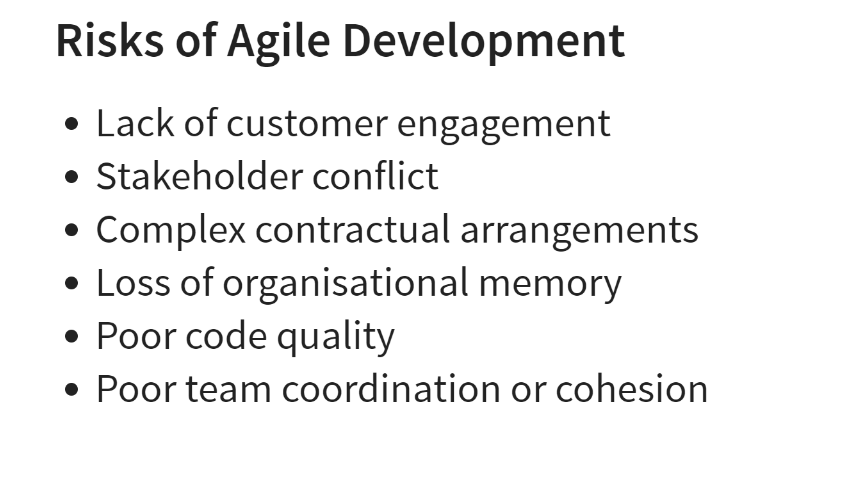 Risks of Agile Development
• Lack of customer engagement
• Stakeholder conflict
• Complex contractual arrangements
• Loss of organisational memory
• Poor code quality
• Poor team coordination or cohesion